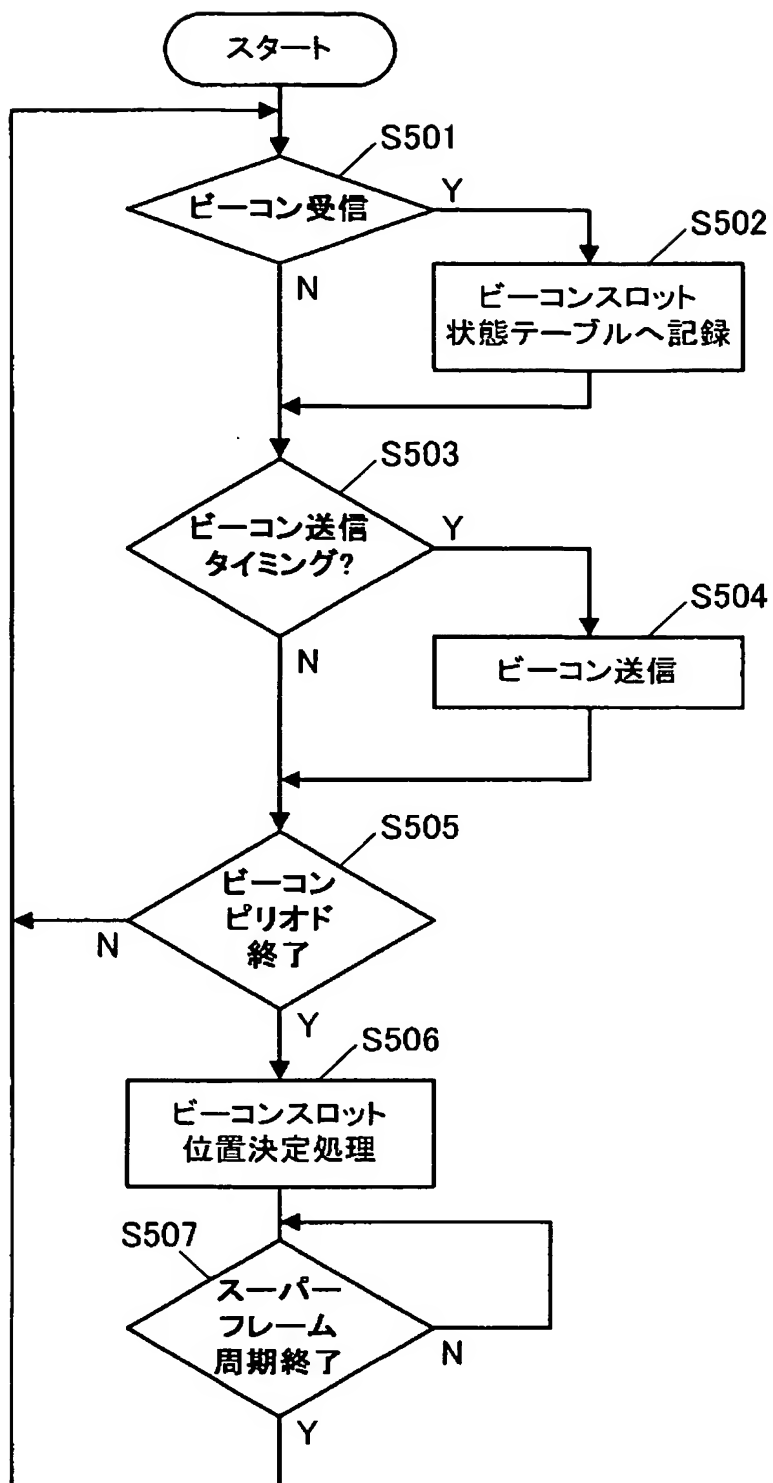 スタート
S501
ビーコン受信
Y
S502
N
ビーコンスロット
状態テーブルへ記録
S503
ビーコン送信
タイミング?
Y
S504
N
ビーコン送信
S505
ビーコン
ピリオド
終了
N
Y
S506
ビーコンスロット
位置決定処理
S507
スーパー
フレーム
周期終了
N
Y